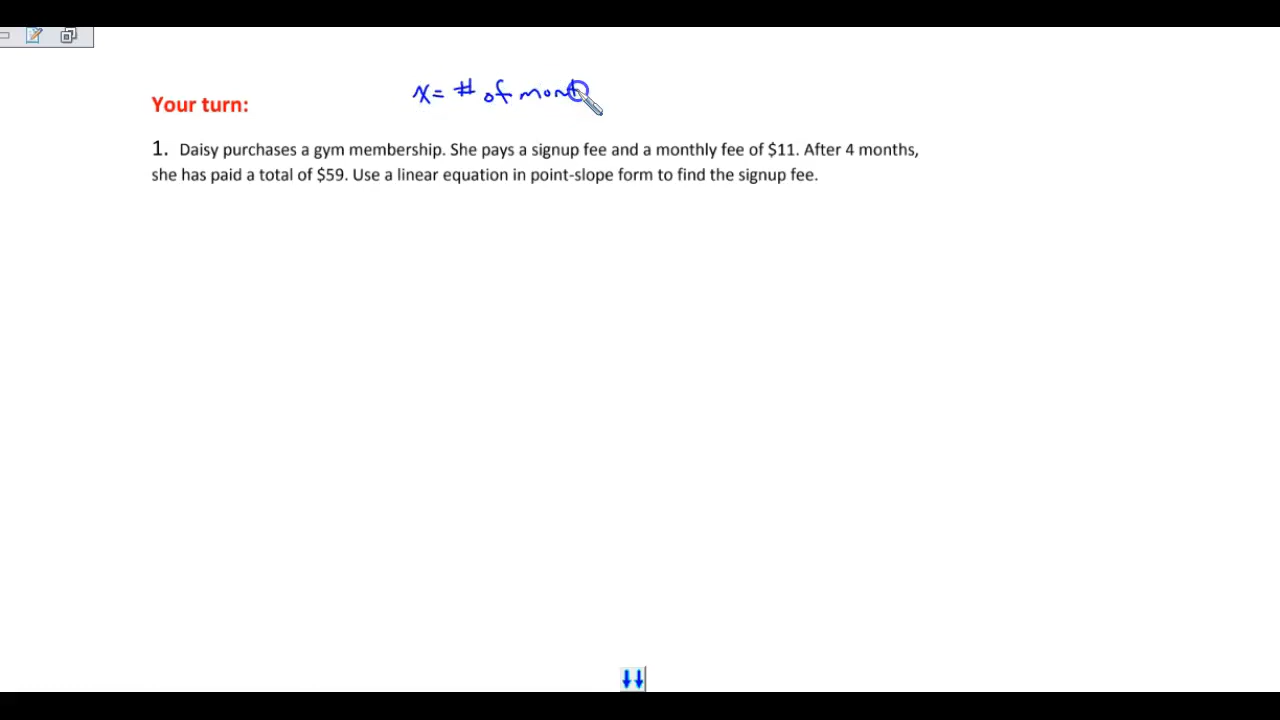 x = # of mont
Your turn:
1. Daisy purchases a gym membership. She pays a signup fee and a monthly fee of $11. After 4 months,
she has paid a total of $59. Use a linear equation in point-slope form to find the signup fee.